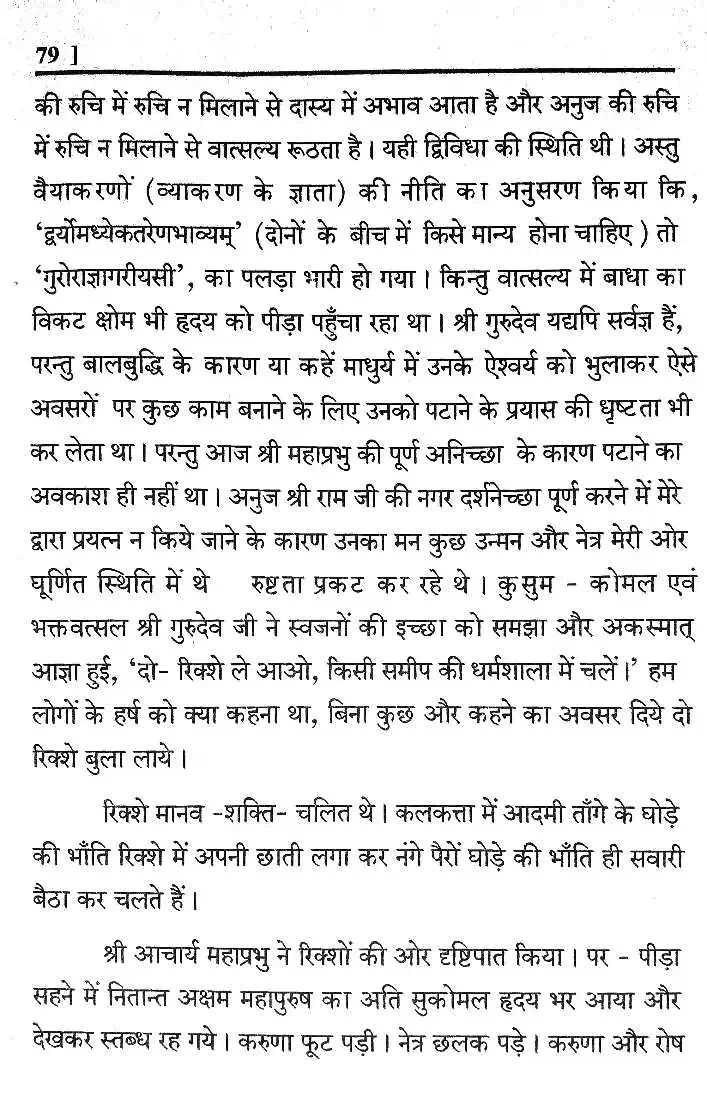 79 ]
की रुचि में रुचि न मिलाने से दास्य में अभाव आता है और अनुज की रुचि
में रुचि न मिलाने से वात्सल्य रूठता है। यही द्विविधा की स्थिति थी। अस्तु
वैयाकरणों (व्याकरण के ज्ञाता) की नीति का अनुसरण किया कि,
‘द्वर्योमध्येकतरेणभाव्यम्’ (दोनों के बीच में किसे मान्य होना चाहिए ) तो
‘गुरोराज्ञागरीयसी’, का पलड़ा भारी हो गया। किन्तु वात्सल्य में बाधा का
विकट क्षोम भी हृदय को पीड़ा पहुँचा रहा था। श्री गुरुदेव यद्यपि सर्वज्ञ हैं,
परन्तु बालबुद्धि के कारण या कहें माधुर्य में उनके ऐश्वर्य को भुलाकर ऐसे
अवसरों पर कुछ काम बनाने के लिए उनको पटाने के प्रयास की धृष्टता भी
कर लेता था। परन्तु आज श्री महाप्रभु की पूर्ण अनिच्छा के कारण पटाने का
अवकाश ही नहीं था। अनुज श्री राम जी की नगर दर्शनेच्छा पूर्ण करने में मेरे
द्वारा प्रयत्न न किये जाने के कारण उनका मन कुछ उन्मन और नेत्र मेरी ओर
घूर्णित स्थिति में थे रुष्टता प्रकट कर रहे थे। कुसुम - कोमल एवं
भक्तवत्सल श्री गुरुदेव जी ने स्वजनों की इच्छा को समझा और अकस्मात्
आज्ञा हुई, ‘दो- रिक्शे ले आओ, किसी समीप की धर्मशाला में चलें।’ हम
लोगों के हर्ष को क्या कहना था, बिना कुछ और कहने का अवसर दिये दो
रिक्शे बुला लाये।
रिक्शे मानव -शक्ति- चलित थे। कलकत्ता में आदमी ताँगे के घोड़े
की भाँति रिक्शे में अपनी छाती लगा कर नंगे पैरों घोड़े की भाँति ही सवारी
बैठा कर चलते हैं।
श्री आचार्य महाप्रभु ने रिक्शों की ओर दृष्टिपात किया। पर - पीड़ा
सहने में नितान्त अक्षम महापुरुष का अति सुकोमल हृदय भर आया और
देखकर स्तब्ध रह गये। करुणा फूट पड़ी। नेत्र छलक पड़े। करुणा और रोष